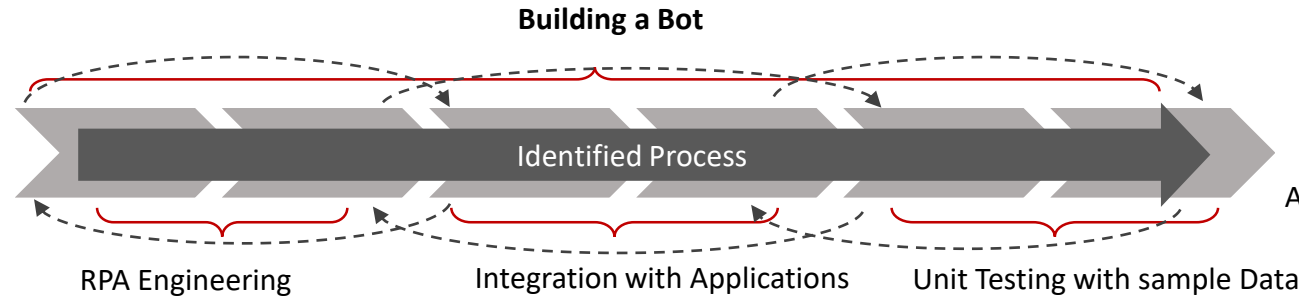 Building a Bot
Identified Process
A
RPA Engineering
Integration with Applications
Unit Testing with sample Data